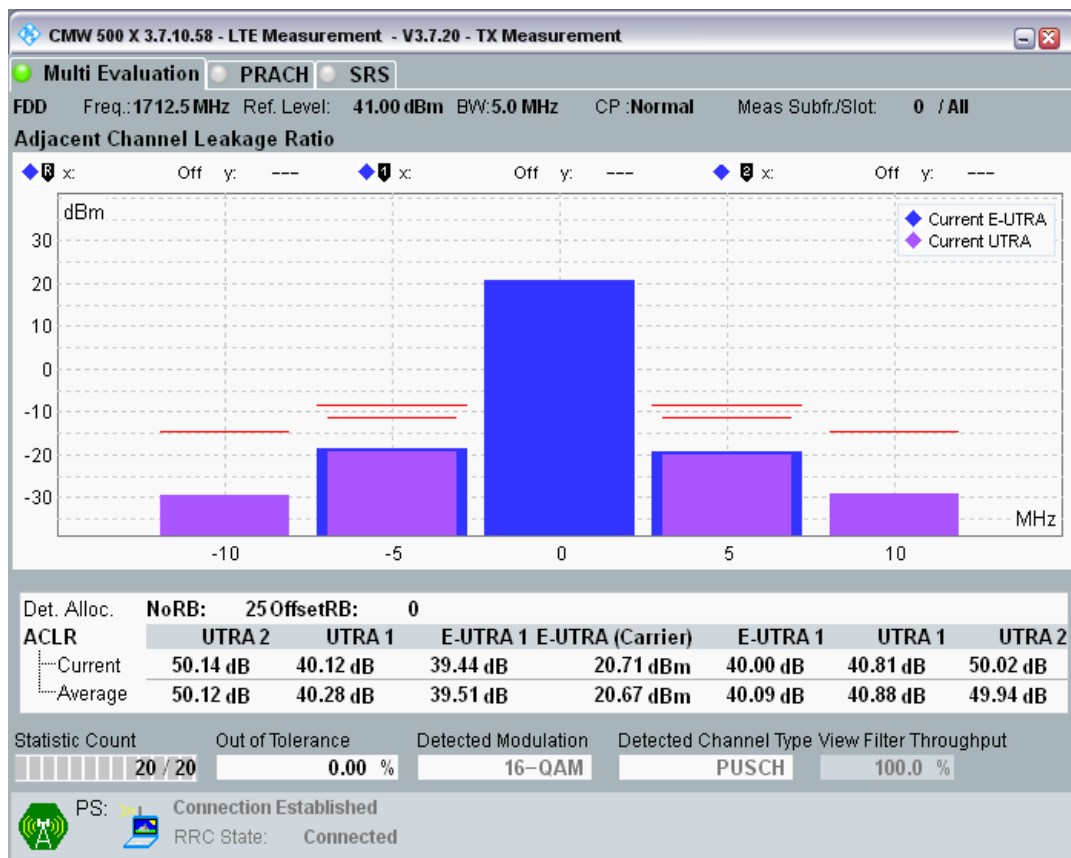 CMW 500 X 3.7.10.58 - LTE Measurement - V3.7.20 - TX Measurement
Multi Evaluation PRACH SRS
FDD Freq.:1712.5 MHz Ref. Level: 41.00 dBm BW:5.0 MHz CP :Normal Meas Subfr./Slot: 0 / All
Adjacent Channel Leakage Ratio
R x: Off y: --- 1 x: Off y: --- 2 x: Off y: ---
dBm
Current E-UTRA
Current UTRA
30
20
10
0
-10
-20
-30
MHz
-10 -5 0 5 10
Det. Alloc. NoRB: 25 OffsetRB: 0
ACLR UTRA 2 UTRA 1 E-UTRA 1 E-UTRA (Carrier) E-UTRA 1 UTRA 1 UTRA 2
Current 50.14 dB 40.12 dB 39.44 dB 20.71 dBm 40.00 dB 40.81 dB 50.02 dB
Average 50.12 dB 40.28 dB 39.51 dB 20.67 dBm 40.09 dB 40.88 dB 49.94 dB
Statistic Count Out of Tolerance Detected Modulation Detected Channel Type View Filter Throughput
20 / 20 0.00 % 16-QAM PUSCH 100.0 %
PS: Connection Established
RRC State: Connected